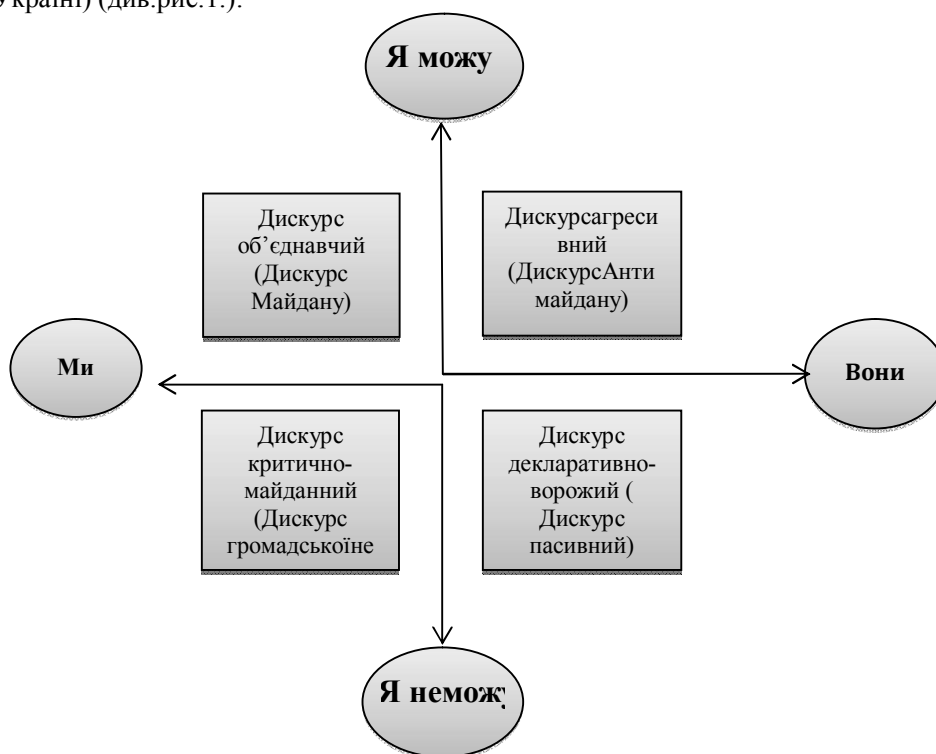 Україні) (див.рис.1.).
Я можу
Дискурс
об’єднавчий
(Дискурс
Майдану)
Дискурсагреси
вний
(ДискурсАнти
майдану)
Ми
Вони
Дискурс
критично-
майданний
(Дискурс
громадськоїне
Дискурс
декларативно-
ворожий (
Дискурс
пасивний)
Я неможу